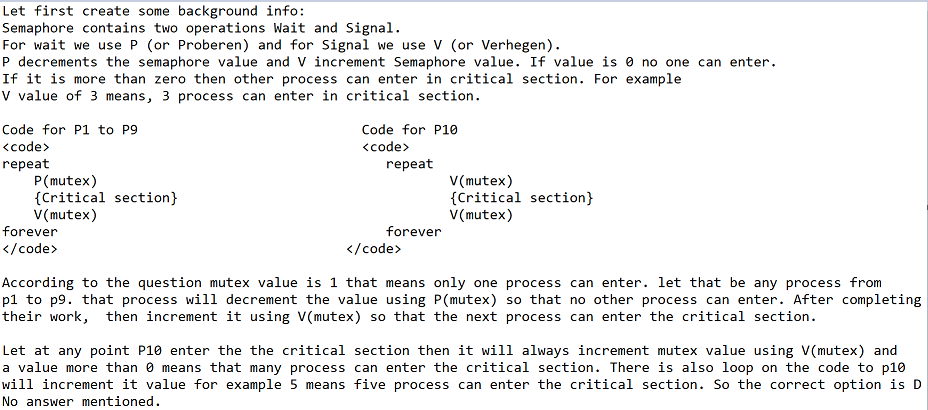 Let first create some background info:
Semaphore contains two operations Wait and Signal.
For wait we use P (or Proberen) and for Signal we use V (or Verhegen).
P decrements the semaphore value and V increment Semaphore value. If value is 0 no one can enter.
If it is more than zero then other process can enter in critical section. For example
V value of 3 means, 3 process can enter in critical section.
Code for P1 to P9 Code for P10
<code> <code>
repeat repeat
P(mutex) V(mutex)
{Critical section} {Critical section}
V(mutex) V(mutex)
forever forever
</code> </code>
According to the question mutex value is 1 that means only one process can enter. let that be any process from
p1 to p9. that process will decrement the value using P(mutex) so that no other process can enter. After completing
their work, then increment it using V(mutex) so that the next process can enter the critical section.
Let at any point P10 enter the the critical section then it will always increment mutex value using V(mutex) and
a value more than 0 means that many process can enter the critical section. There is also loop on the code to p10
will increment it value for example 5 means five process can enter the critical section. So the correct option is D
No answer mentioned.